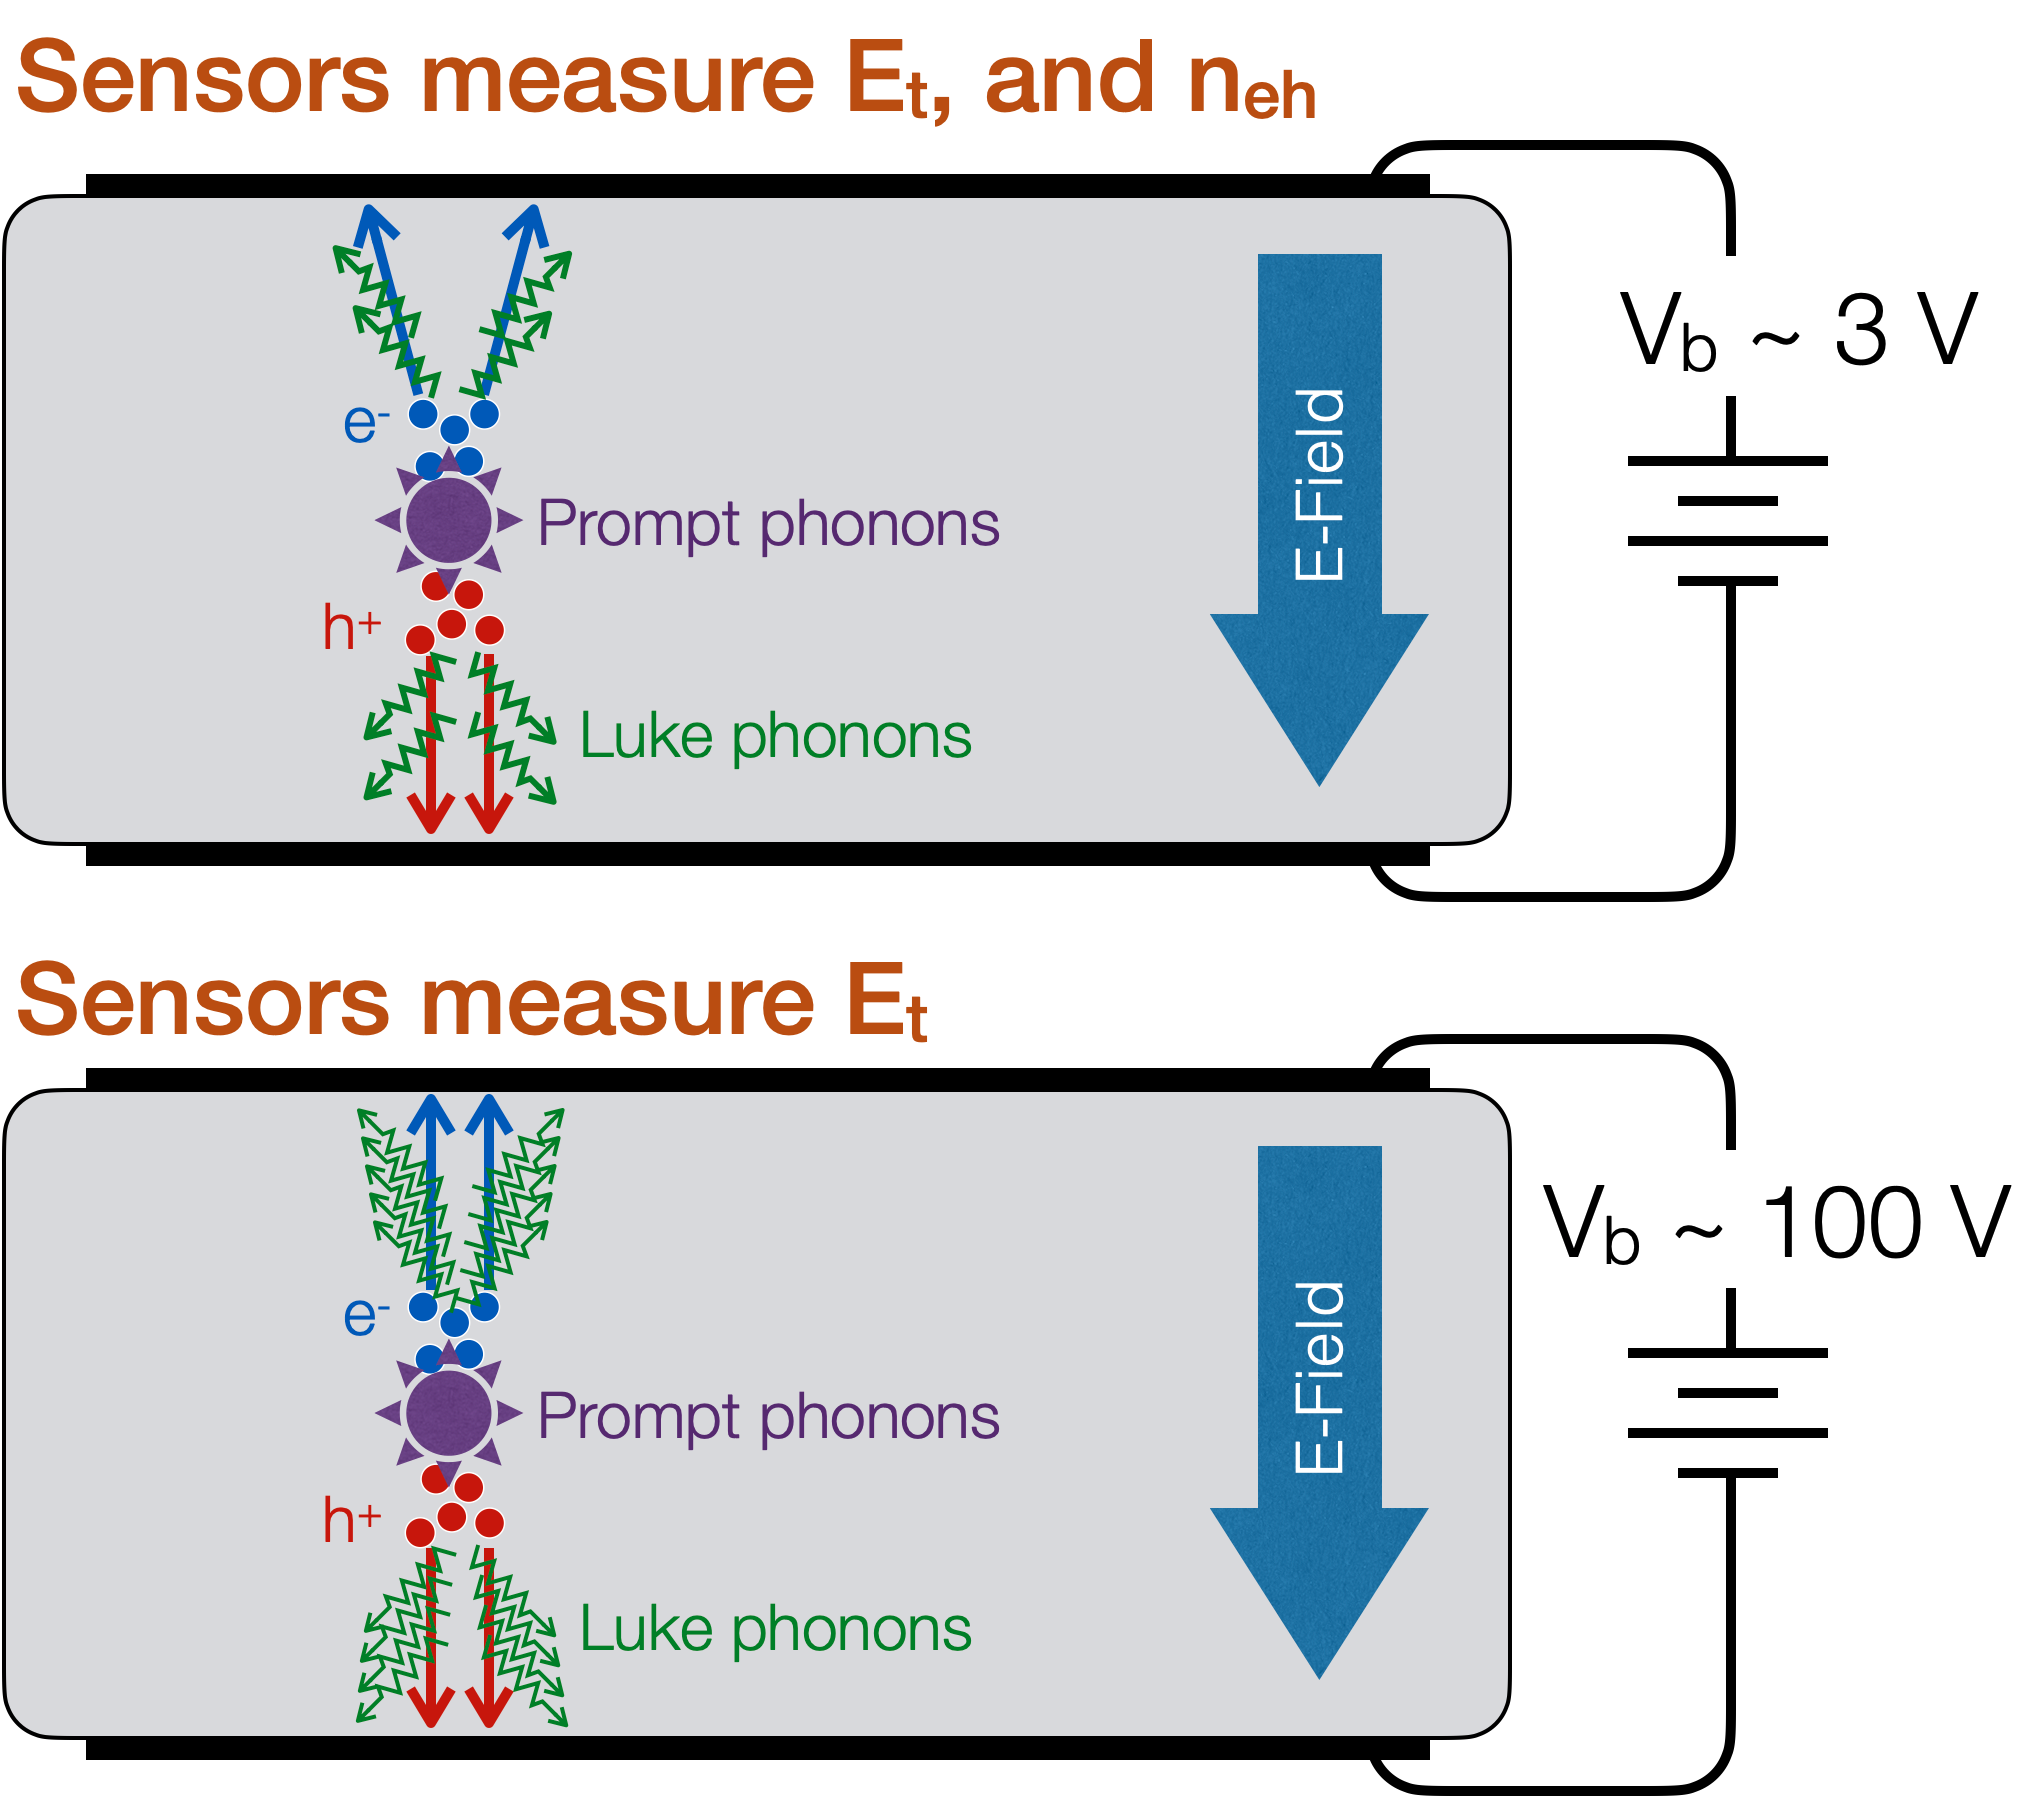 Sensors measure Et, and neh
Vb ~ 3 V
E-Field
e-
Prompt phonons
h+
Luke phonons
Sensors measure Et
Vb ~ 100 V
E-Field
e-
Prompt phonons
h+
Luke phonons